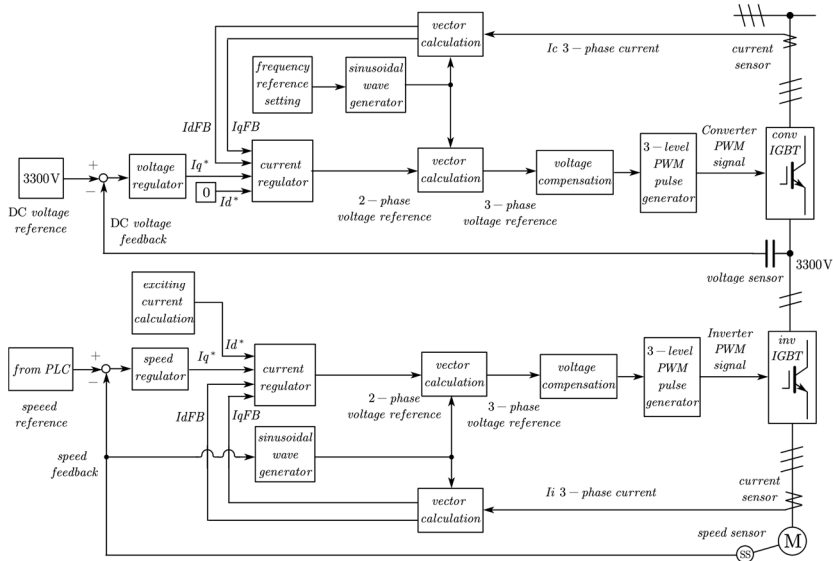 vector
calculation
Ic 3-phase current
current
sensor
frequency
reference
setting
sinusoidal
wave
generator
IdFB
IqFB
3300V
DC voltage
reference
+
−
voltage
regulator
Iq*
0
Id*
current
regulator
2-phase
voltage reference
vector
calculation
3-phase
voltage reference
voltage
compensation
3-level
PWM
pulse
generator
Converter
PWM
signal
conv
IGBT
DC voltage
feedback
voltage sensor
3300V
exciting
current
calculation
Id*
from PLC
speeed
reference
+
−
speed
regulator
Iq*
current
regulator
IdFB
IqFB
2-phase
voltage reference
vector
calculation
3-phase
voltage reference
voltage
compensation
3-level
PWM
pulse
generator
Inverter
PWM
signal
inv
IGBT
speed
feedback
sinusoidal
wave
generator
vector
calculation
Ii 3-phase current
current
sensor
speed sensor
SS
M